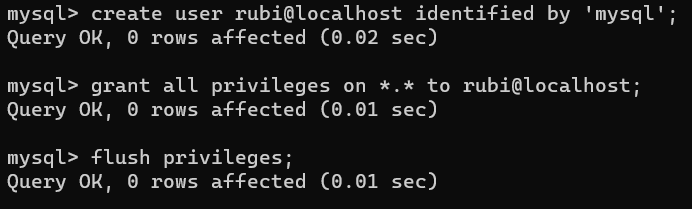 mysql> create user rubi@localhost identified by 'mysql';
Query OK, 0 rows affected (0.02 sec)
mysql> grant all privileges on *.* to rubi@localhost;
Query OK, 0 rows affected (0.01 sec)
mysql> flush privileges;
Query OK, 0 rows affected (0.01 sec)